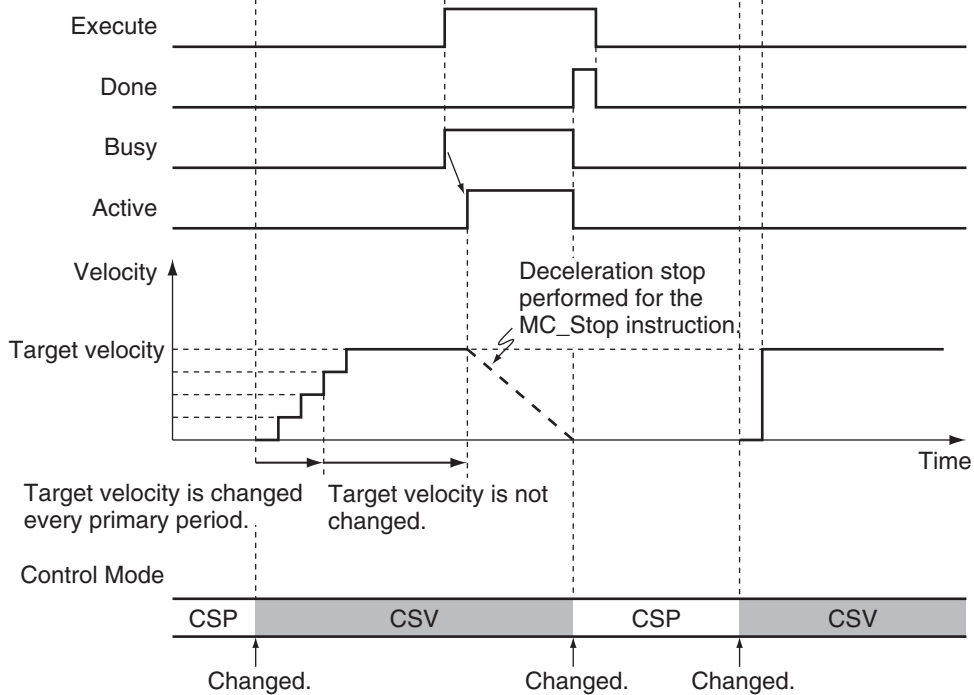 Execute
Done
Busy
Active
Velocity
Deceleration stop
performed for the
MC_Stop instruction.
Target velocity
Time
Target velocity is changed
every primary period.
Target velocity is not
changed.
Control Mode
CSP
CSV
CSP
CSV
Changed.
Changed.
Changed.